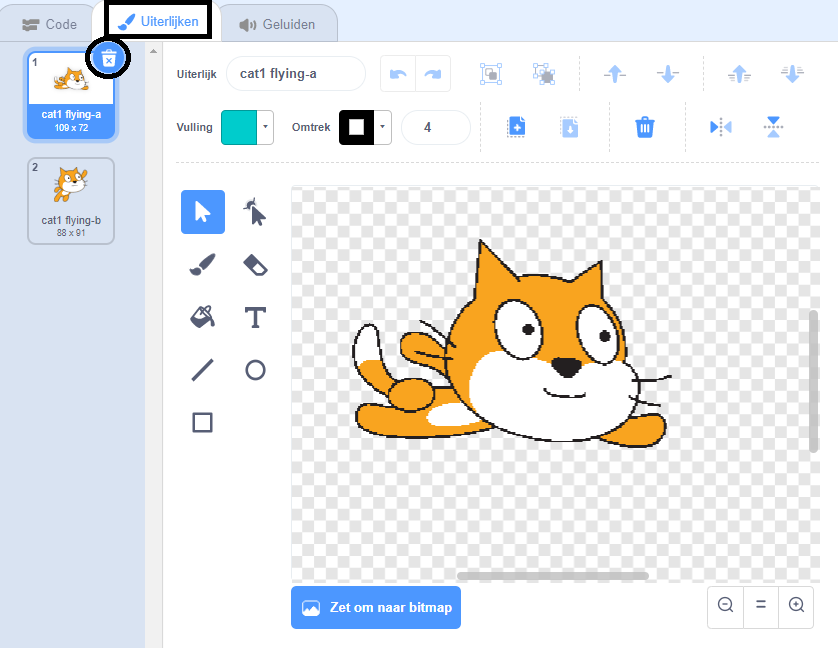 Code
Uiterlijken
Geluiden
1
cat1 flying-a
109 x 72
2
cat1 flying-b
88 x 91
Uiterlijk
cat1 flying-a
Vulling
Omtrek
4
Zet om naar bitmap